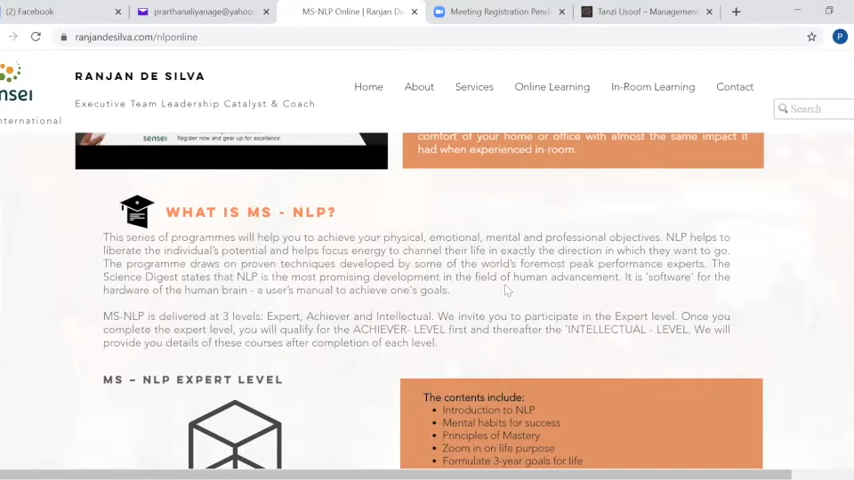 (2) Facebook
prarthanaliyanage@yahoo
MS-NLP Online | Ranjan De
Meeting Registration Pendi
Tanzi Usoof – Management
ranjandesilva.com/nlponline
P
RANJAN DE SILVA
Executive Team Leadership Catalyst & Coach
nsei
nternational
Home
About
Services
Online Learning
In-Room Learning
Contact
Search
sensei
Register now and gear up for excellence.
comfort of your home or office with almost the same impact it
had when experienced in-room.
WHAT IS MS - NLP?
This series of programmes will help you to achieve your physical, emotional, mental and professional objectives. NLP helps to
liberate the individual's potential and helps focus energy to channel their life in exactly the direction in which they want to go.
The programme draws on proven techniques developed by some of the world's foremost peak performance experts. The
Science Digest states that NLP is the most promising development in the field of human advancement. It is 'software' for the
hardware of the human brain - a user's manual to achieve one's goals.
MS-NLP is delivered at 3 levels: Expert, Achiever and Intellectual. We invite you to participate in the Expert level. Once you
complete the expert level, you will qualify for the ACHIEVER- LEVEL first and thereafter the 'INTELLECTUAL - LEVEL. We will
provide you details of these courses after completion of each level.
MS – NLP EXPERT LEVEL
The contents include:
• Introduction to NLP
• Mental habits for success
• Principles of Mastery
• Zoom in on life purpose
• Formulate 3-year goals for life